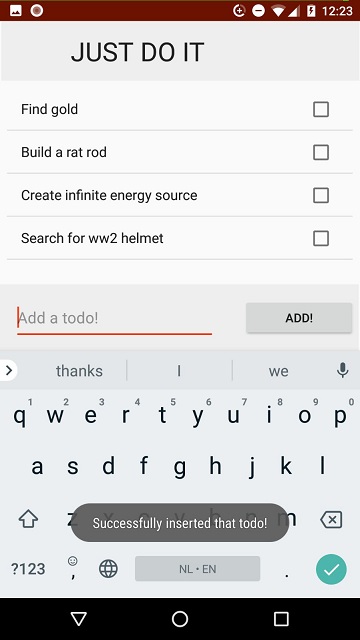 12:23
JUST DO IT
Find gold
Build a rat rod
Create infinite energy source
Search for ww2 helmet
Add a todo! ADD!
thanks I we
1 2 3 4 5 6 7 8 9 0
q w e r t y u i o p
a s d f g h j k l
z x c v b n m
Successfully inserted that todo!
?123 , NL • EN .